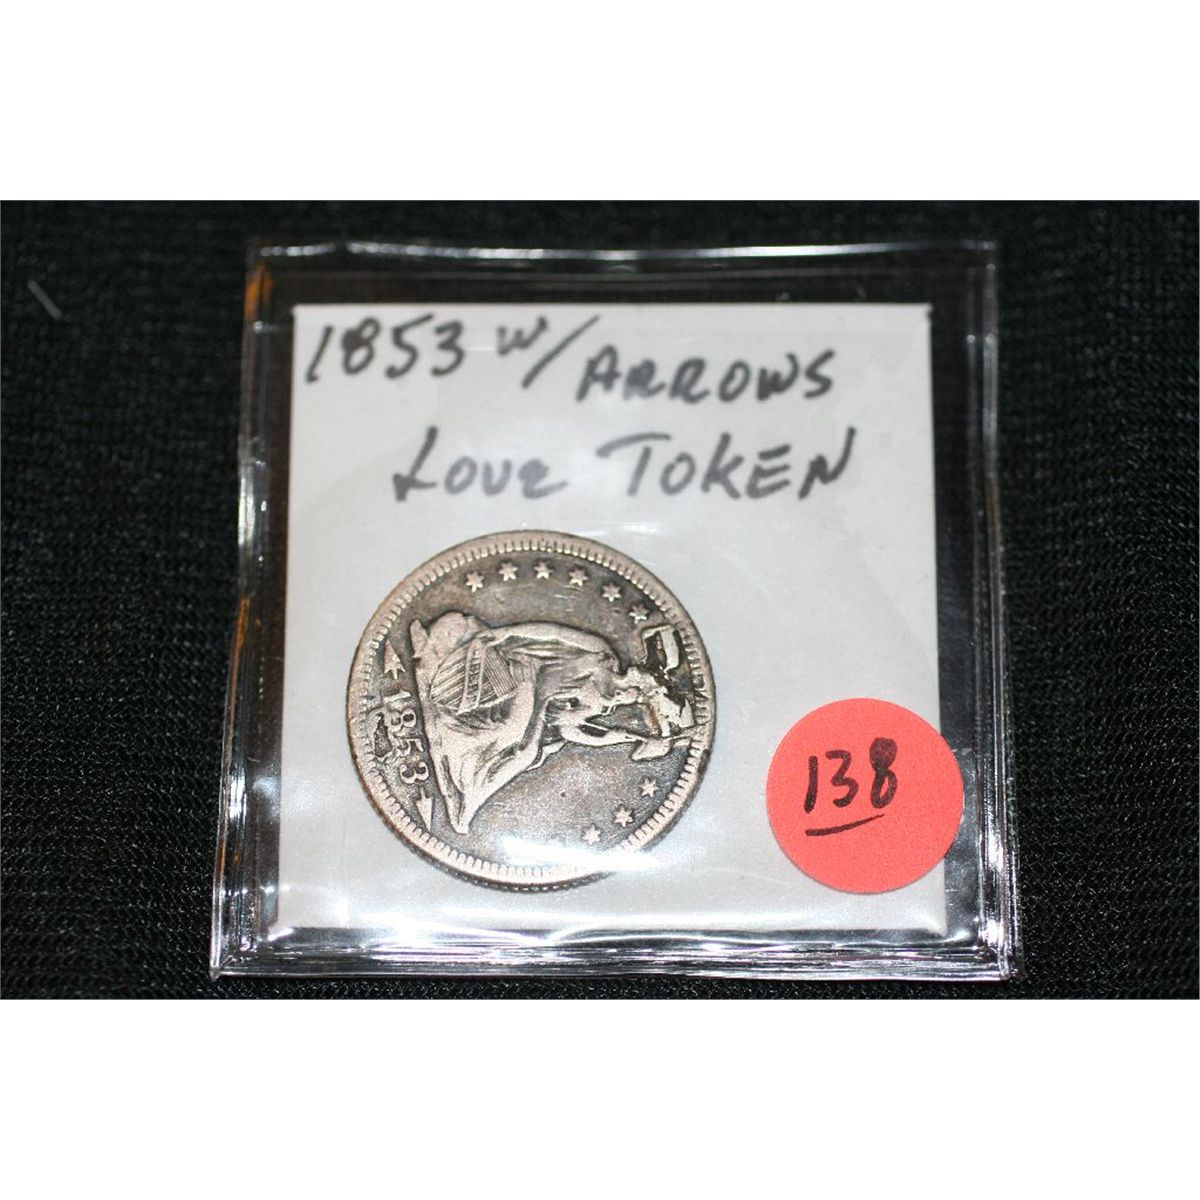 1853 w/ ARROWS
Love TOKEN
1853
138